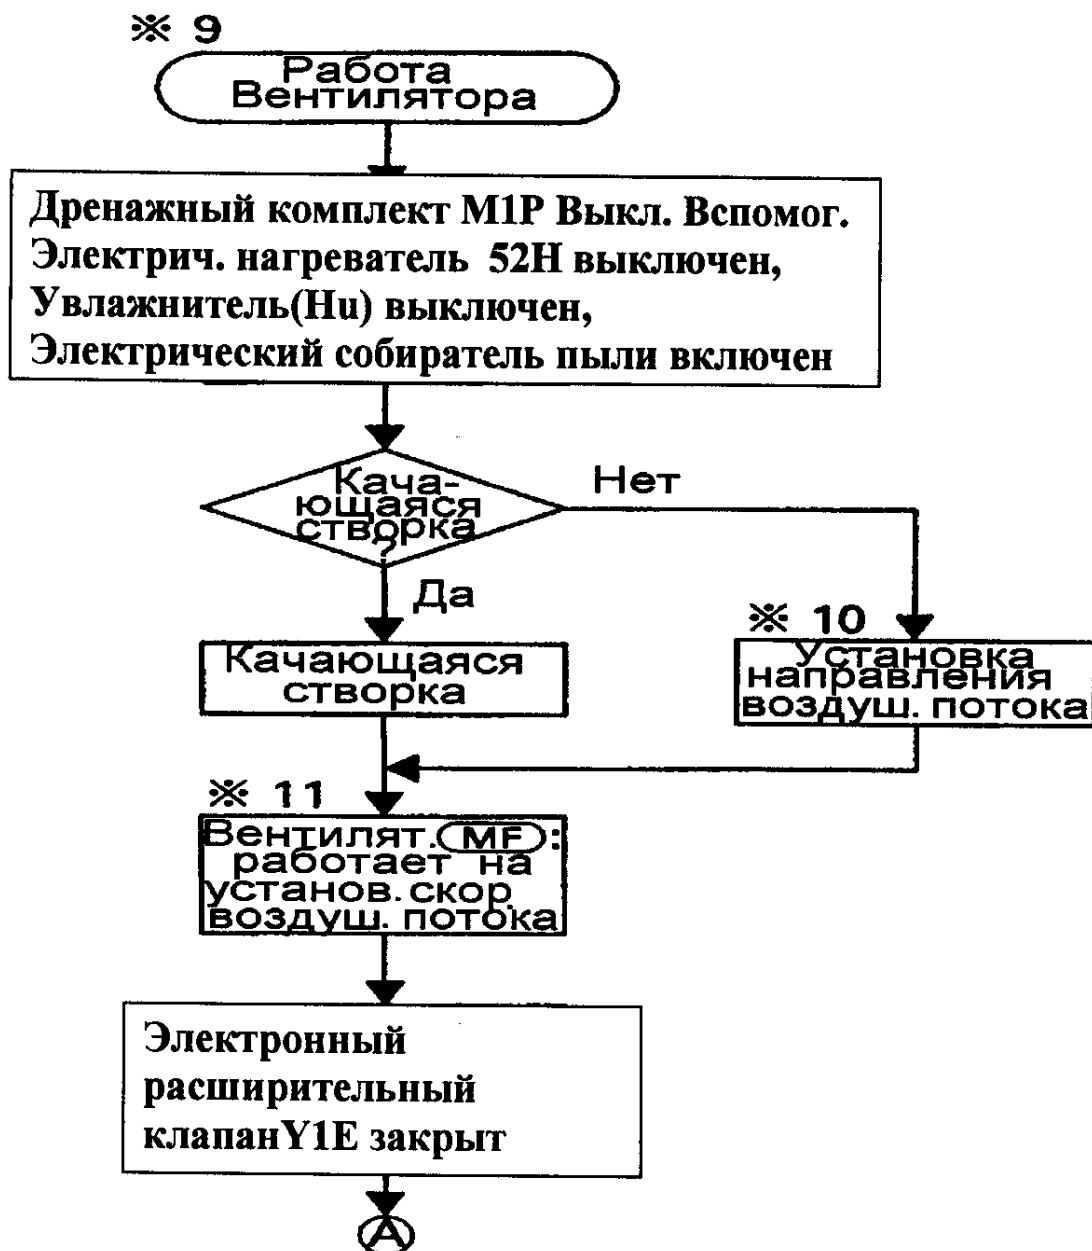 ※ 9
Работа
Вентилятора
Дренажный комплект M1P Выкл. Вспомог.
Электрич. нагреватель 52H выключен,
Увлажнитель(Hu) выключен,
Электрический собиратель пыли включен
Кача-
ющаяся
створка
?
Нет
Да
※ 10
Качающаяся
створка
Установка
направления
воздуш. потока
※ 11
Вентилят. MF :
работает на
установ. скор.
воздуш. потока
Электронный
расширительный
клапанY1E закрыт
A